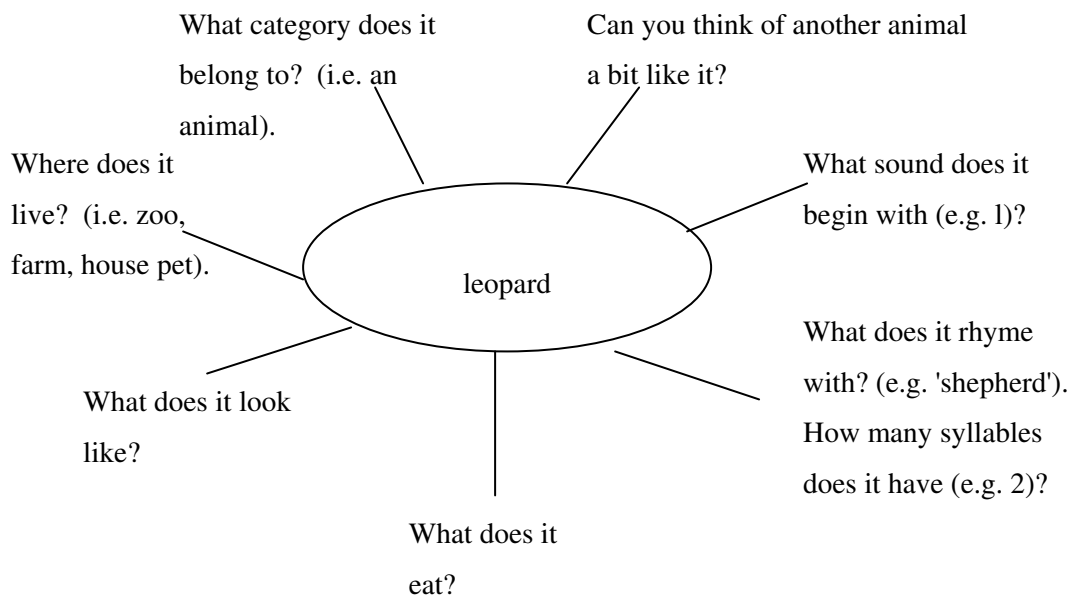 What category does it
belong to?  (i.e. an
animal).
Can you think of another animal
a bit like it?
Where does it
live?  (i.e. zoo,
farm, house pet).
What sound does it
begin with (e.g. l)?
leopard
What does it rhyme
with? (e.g. 'shepherd').
How many syllables
does it have (e.g. 2)?
What does it look
like?
What does it
eat?